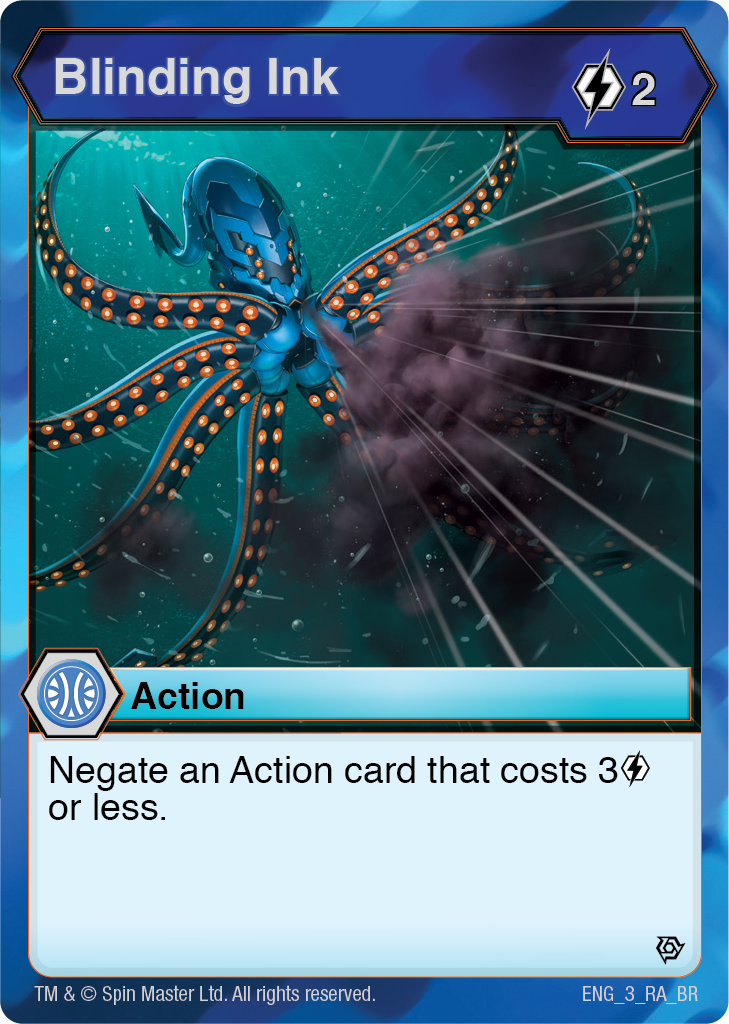 Blinding Ink
2
Action
Negate an Action card that costs 3
or less.
TM & © Spin Master Ltd. All rights reserved.
ENG_3_RA_BR